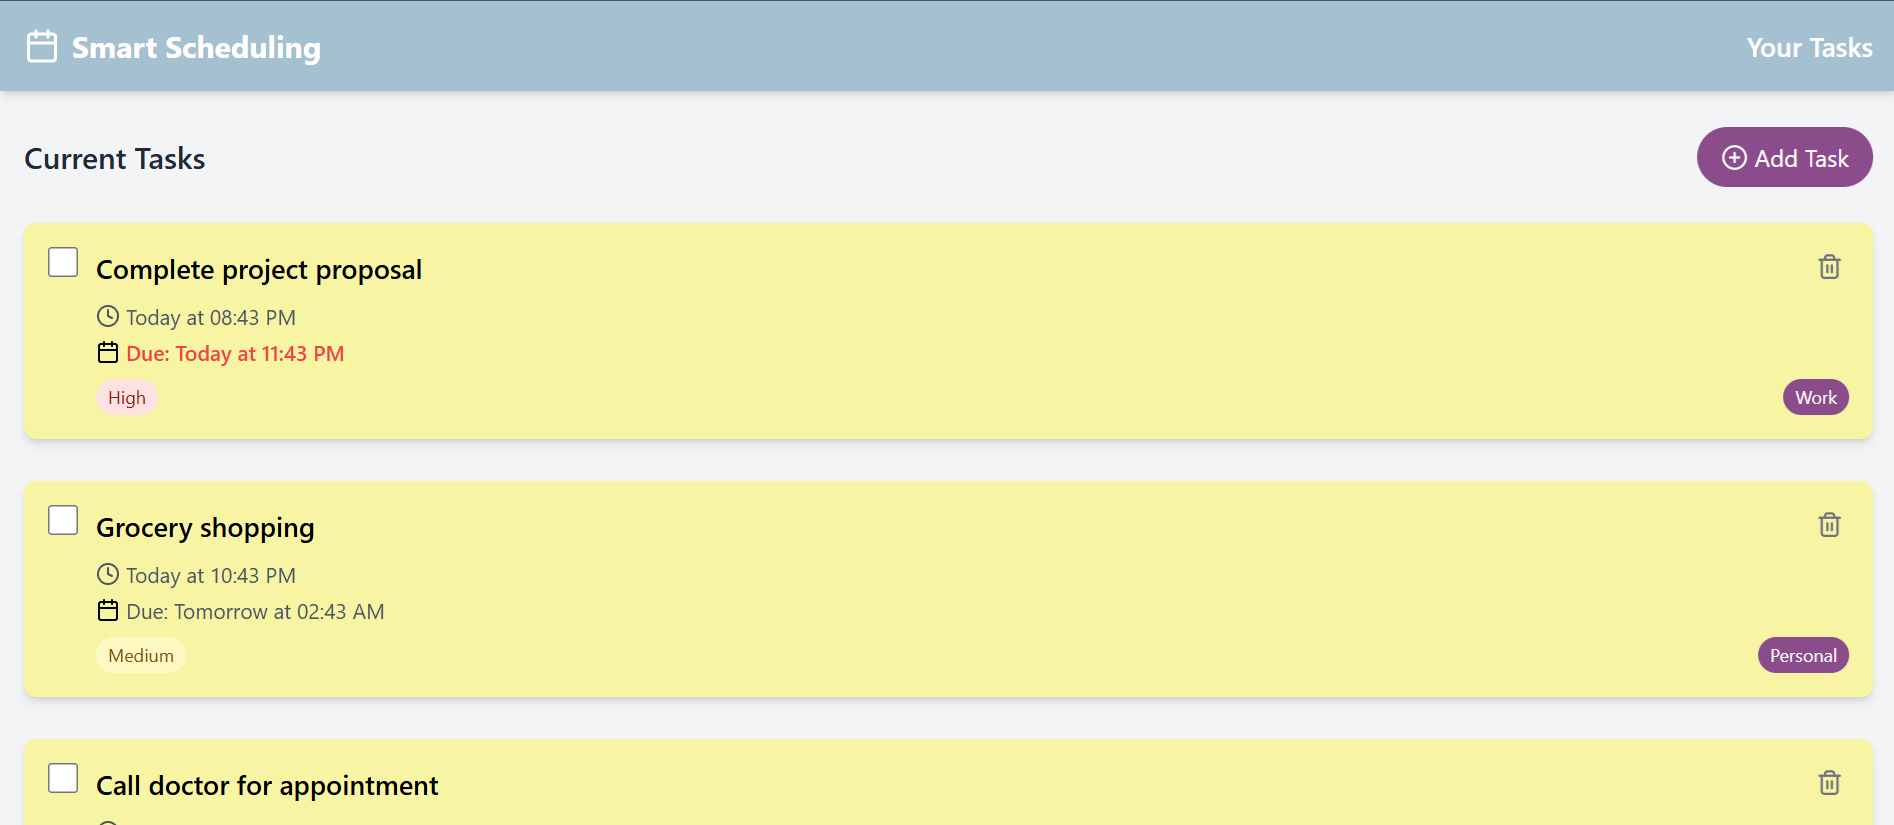 Smart Scheduling
Your Tasks
Current Tasks
Add Task
Complete project proposal
Today at 08:43 PM
Due: Today at 11:43 PM
High
Work
Grocery shopping
Today at 10:43 PM
Due: Tomorrow at 02:43 AM
Medium
Personal
Call doctor for appointment